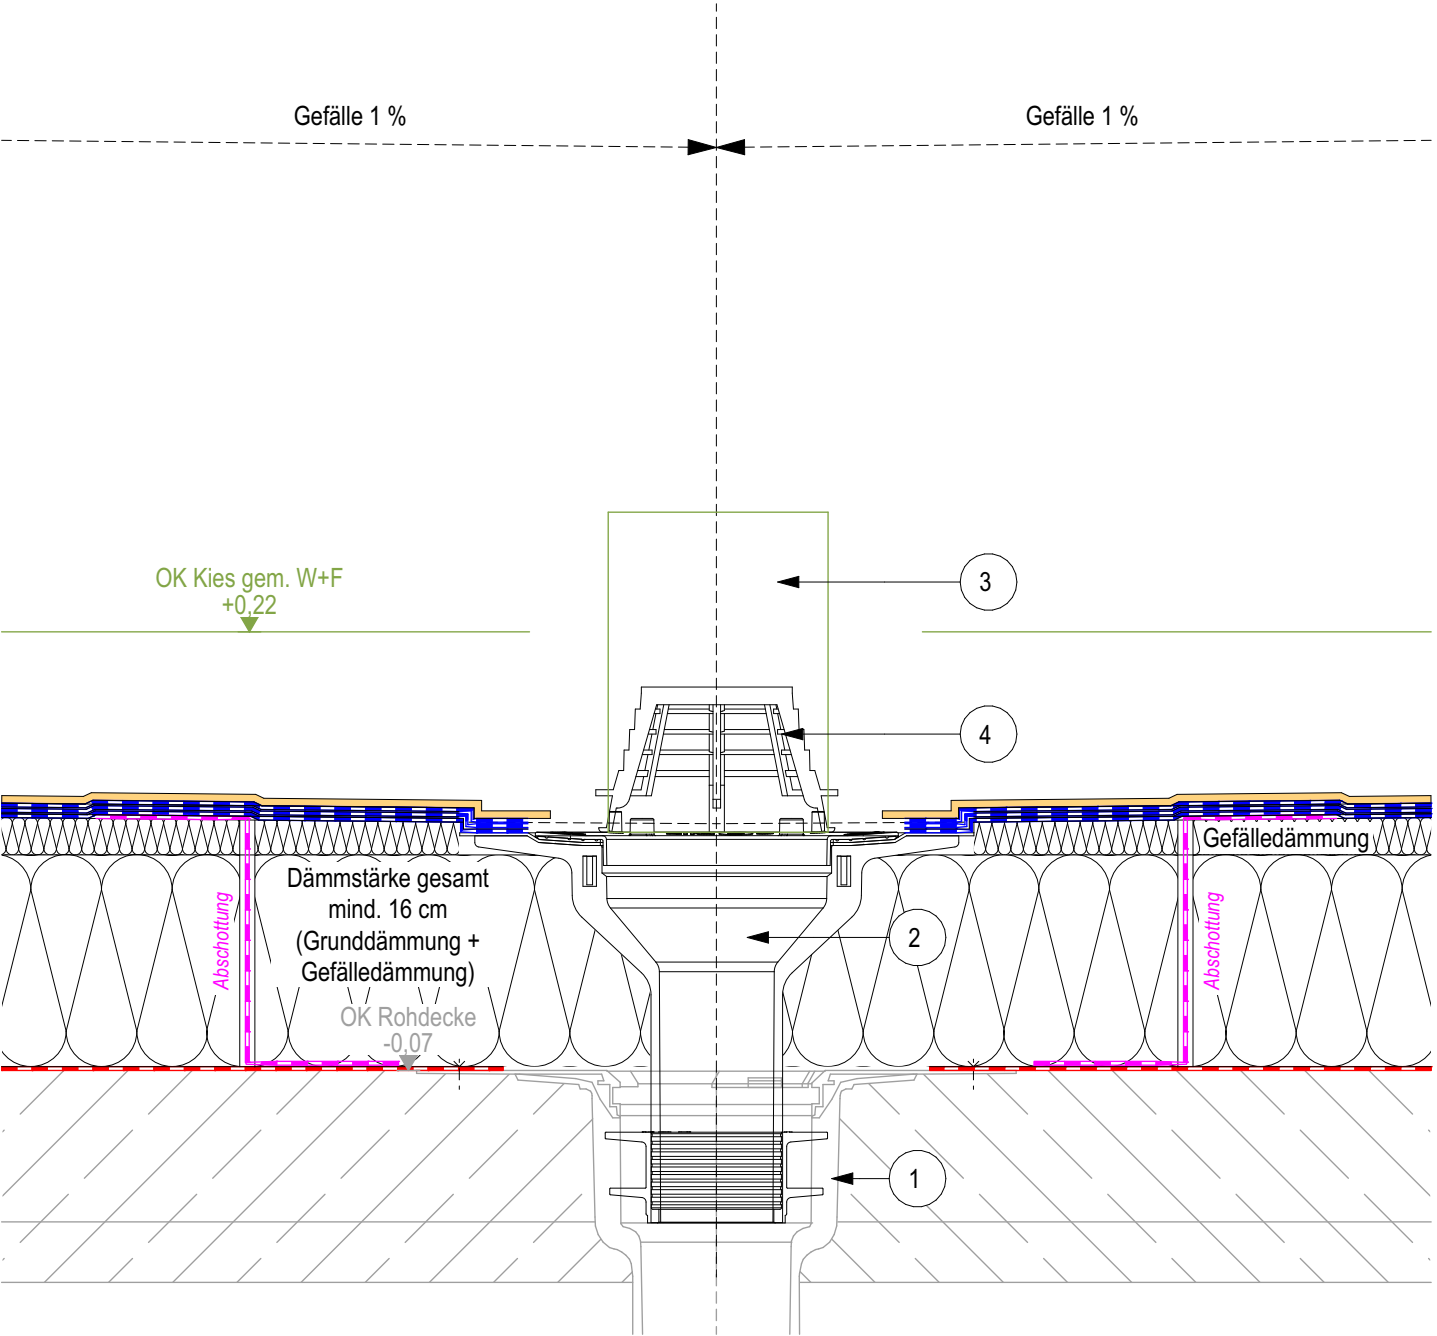 Gefälle 1 %
Gefälle 1 %
OK Kies gem. W+F
+0,22
3
4
Gefälledämmung
Dämmstärke gesamt
mind. 16 cm
(Grunddämmung +
Gefälledämmung)
Abschottung
Abschottung
2
OK Rohdecke
-0,07
1